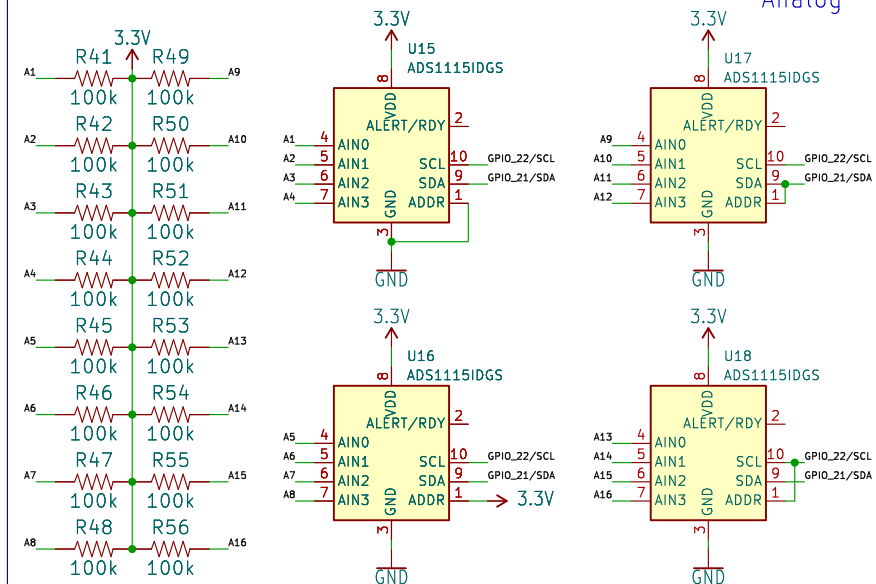 Analog
3.3V
R41 R49
A1 A9
100k 100k
R42 R50
A2 A10
100k 100k
R43 R51
A3 A11
100k 100k
R44 R52
A4 A12
100k 100k
R45 R53
A5 A13
100k 100k
R46 R54
A6 A14
100k 100k
R47 R55
A7 A15
100k 100k
R48 R56
A8 A16
100k 100k
3.3V
U15
ADS1115IDGS
8
VDD
ALERT/RDY 2
A1 4 AIN0
A2 5 AIN1 SCL 10 GPIO_22/SCL
A3 6 AIN2 SDA 9 GPIO_21/SDA
A4 7 AIN3 ADDR 1
GND
3
GND
3.3V
U17
ADS1115IDGS
8
VDD
ALERT/RDY 2
A9 4 AIN0
A10 5 AIN1 SCL 10 GPIO_22/SCL
A11 6 AIN2 SDA 9 GPIO_21/SDA
A12 7 AIN3 ADDR 1
GND
3
GND
3.3V
U16
ADS1115IDGS
8
VDD
ALERT/RDY 2
A5 4 AIN0
A6 5 AIN1 SCL 10 GPIO_22/SCL
A7 6 AIN2 SDA 9 GPIO_21/SDA
A8 7 AIN3 ADDR 1 3.3V
GND
3
GND
3.3V
U18
ADS1115IDGS
8
VDD
ALERT/RDY 2
A13 4 AIN0
A14 5 AIN1 SCL 10 GPIO_22/SCL
A15 6 AIN2 SDA 9 GPIO_21/SDA
A16 7 AIN3 ADDR 1
GND
3
GND